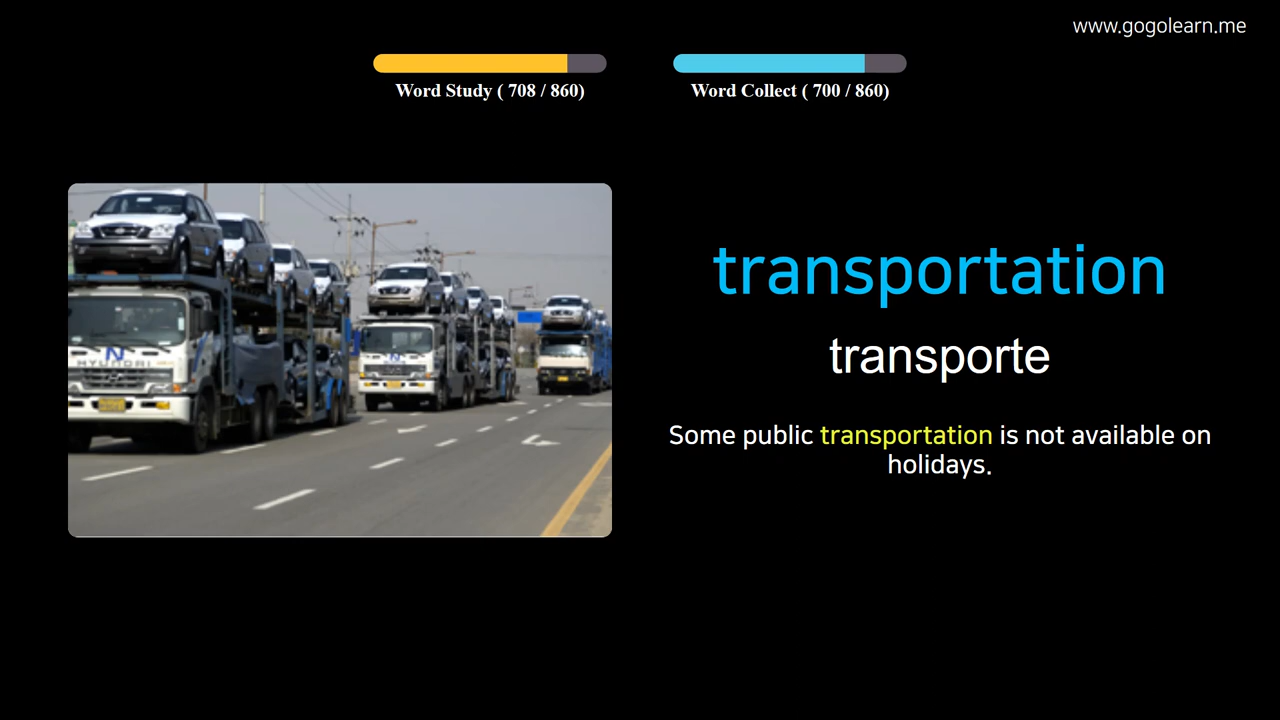 www.gogolearn.me
Word Study ( 708 / 860)
Word Collect ( 700 / 860)
transportation
transporte
Some public transportation is not available on
holidays.
N
HYUNDAI